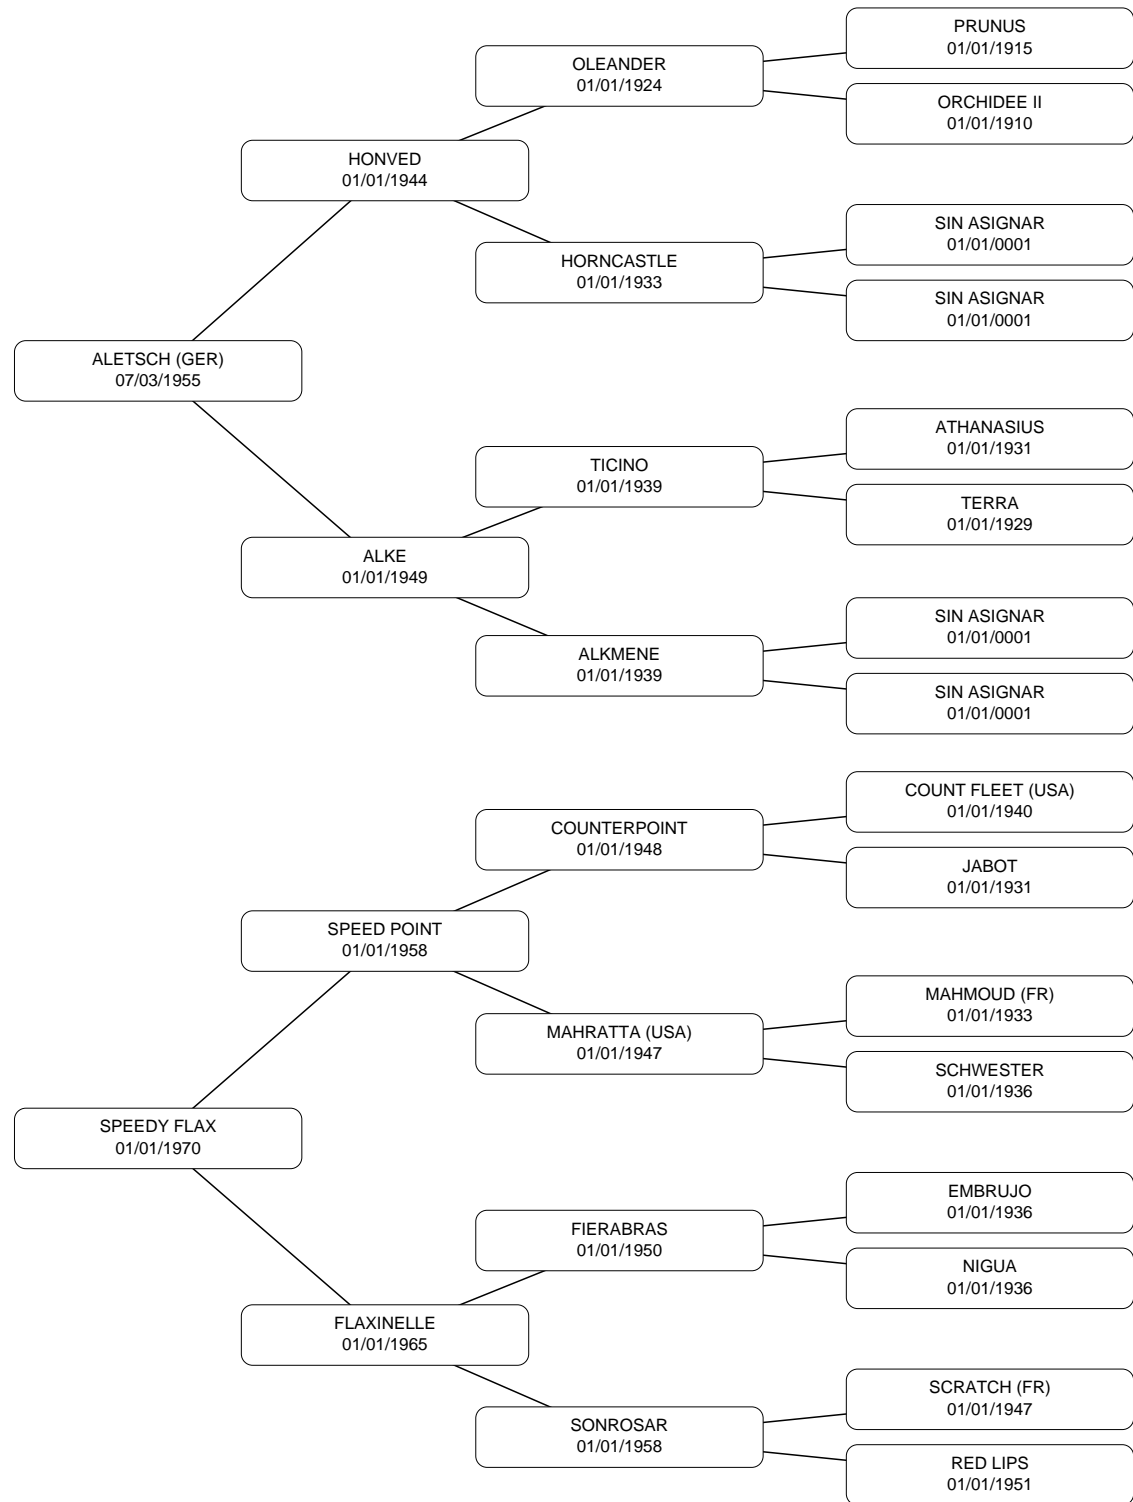 PRUNUS
01/01/1915
OLEANDER
01/01/1924
ORCHIDEE II
01/01/1910
HONVED
01/01/1944
SIN ASIGNAR
01/01/0001
HORNCASTLE
01/01/1933
SIN ASIGNAR
01/01/0001
ALETSCH (GER)
07/03/1955
ATHANASIUS
01/01/1931
TICINO
01/01/1939
TERRA
01/01/1929
ALKE
01/01/1949
SIN ASIGNAR
01/01/0001
ALKMENE
01/01/1939
SIN ASIGNAR
01/01/0001
COUNT FLEET (USA)
01/01/1940
COUNTERPOINT
01/01/1948
JABOT
01/01/1931
SPEED POINT
01/01/1958
MAHMOUD (FR)
01/01/1933
MAHRATTA (USA)
01/01/1947
SCHWESTER
01/01/1936
SPEEDY FLAX
01/01/1970
EMBRUJO
01/01/1936
FIERABRAS
01/01/1950
NIGUA
01/01/1936
FLAXINELLE
01/01/1965
SCRATCH (FR)
01/01/1947
SONROSAR
01/01/1958
RED LIPS
01/01/1951